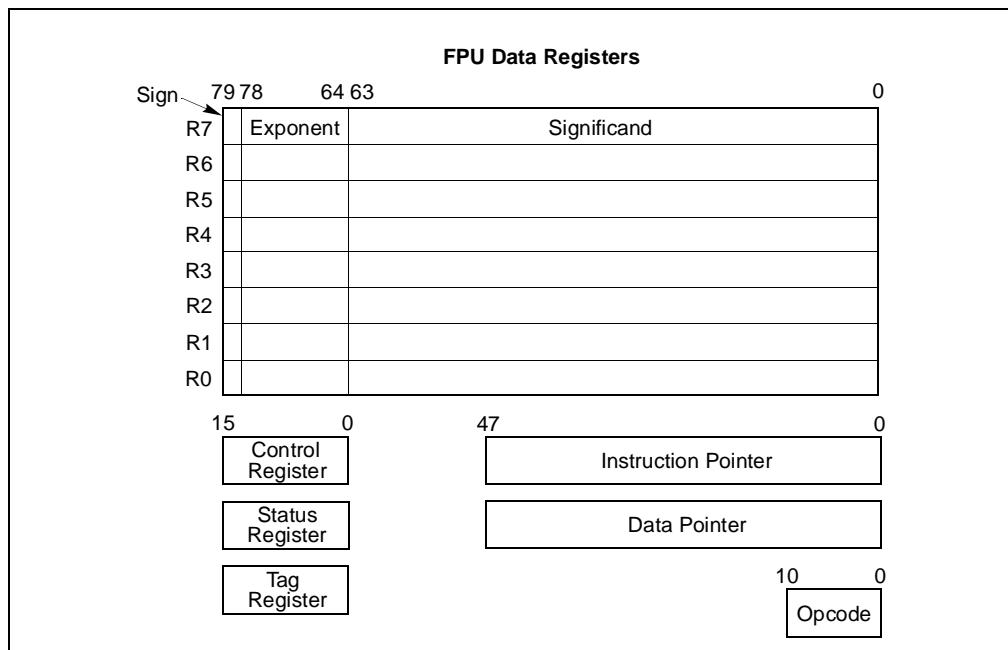 FPU Data Registers
Sign 79 78 64 63 0
R7 Exponent Significand
R6
R5
R4
R3
R2
R1
R0
15 0 47 0
Control
Register
Instruction Pointer
Status
Register
Data Pointer
Tag
Register
10 0
Opcode